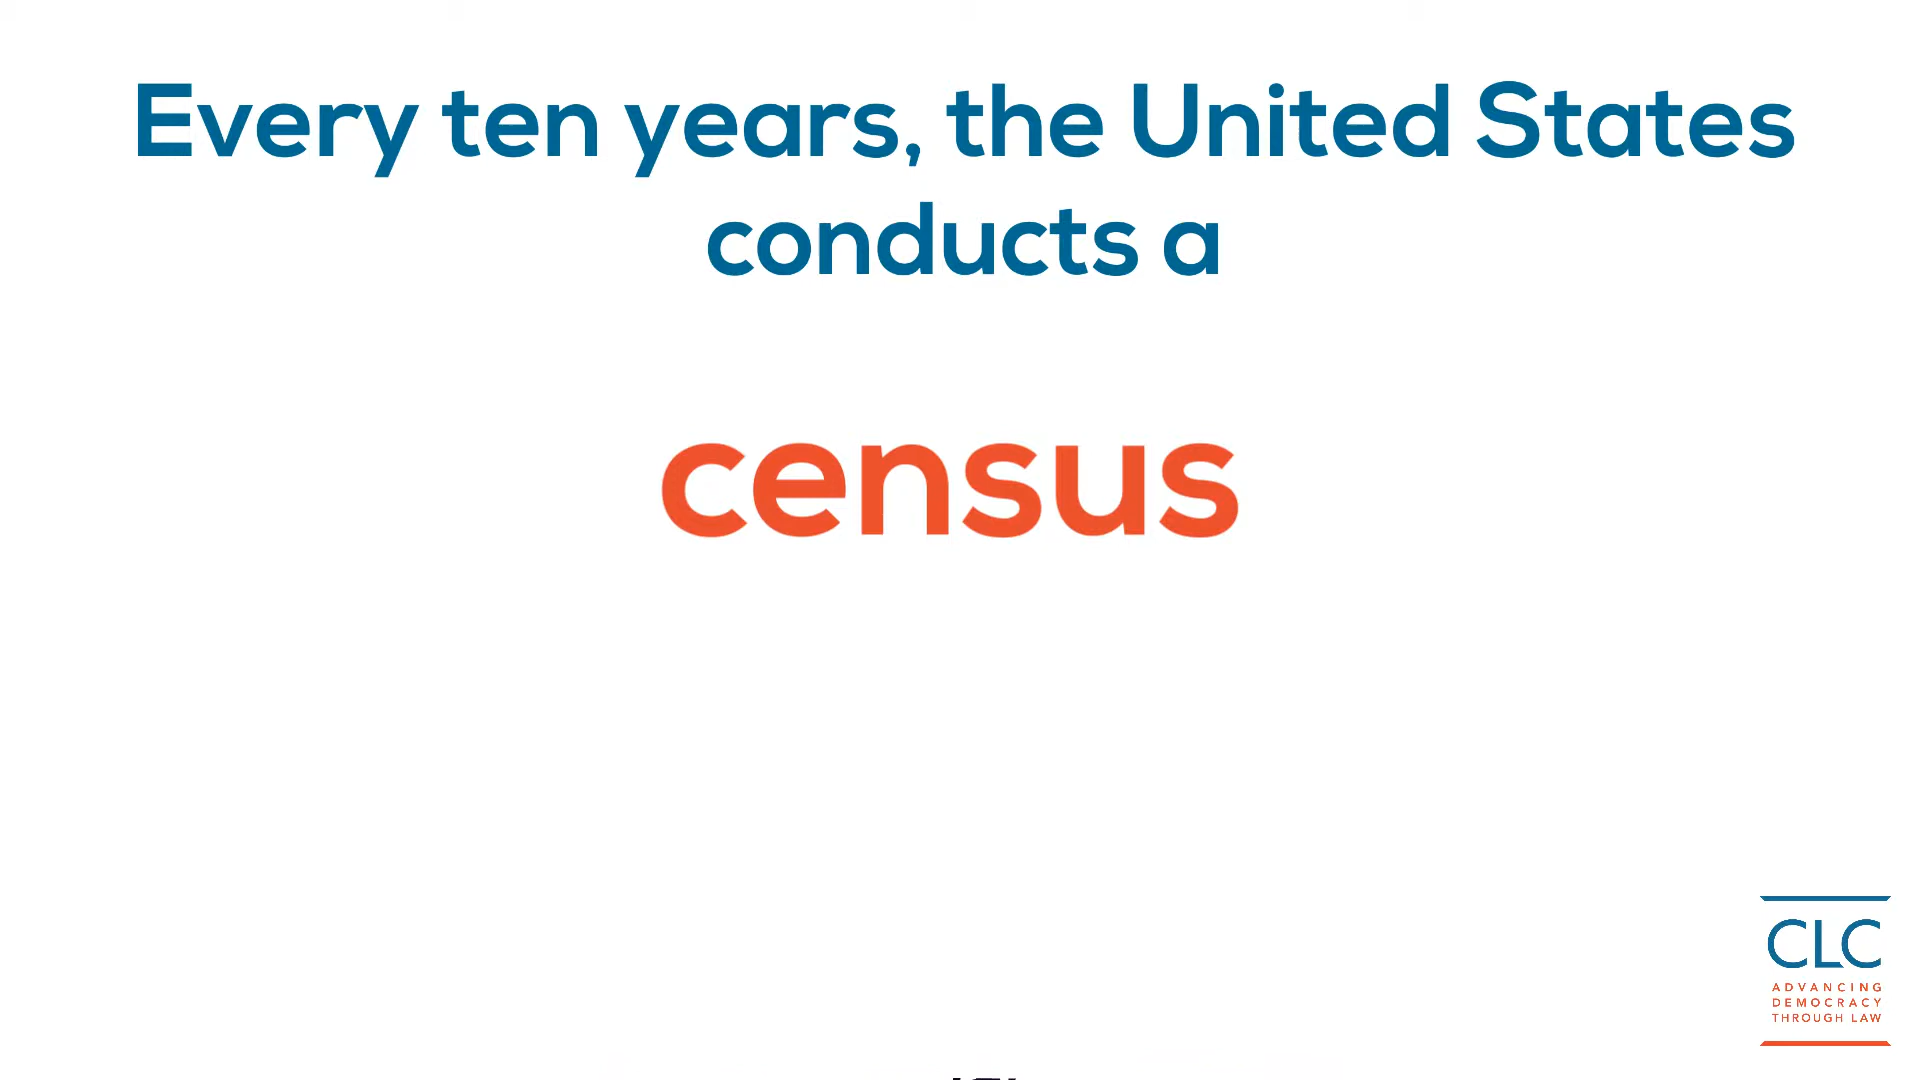 Every ten years, the United States
conducts a
census
CLC
ADVANCING
DEMOCRACY
THROUGH LAW